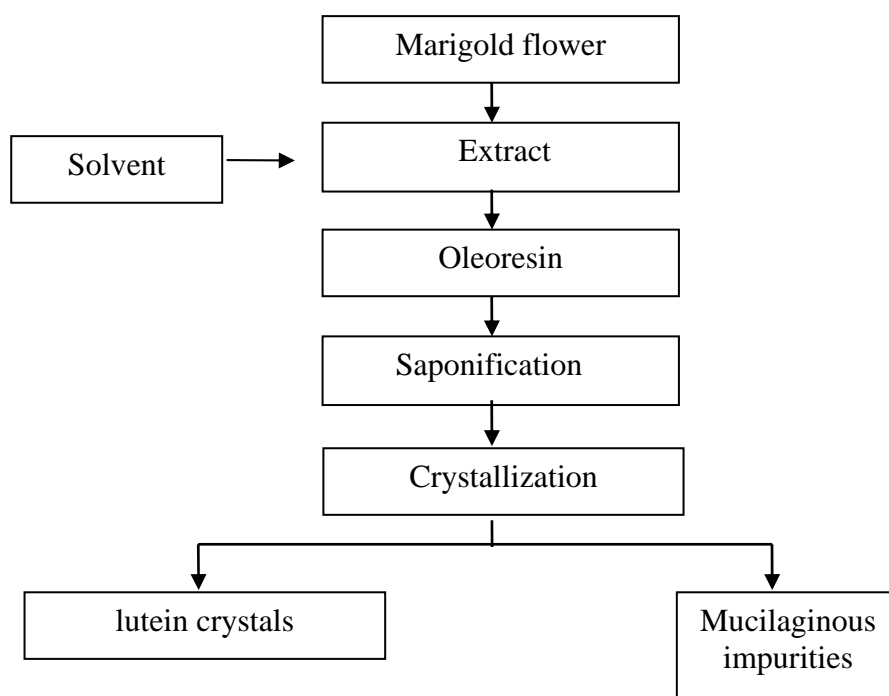 Marigold flower
Solvent
Extract
Oleoresin
Saponification
Crystallization
lutein crystals
Mucilaginous
impurities